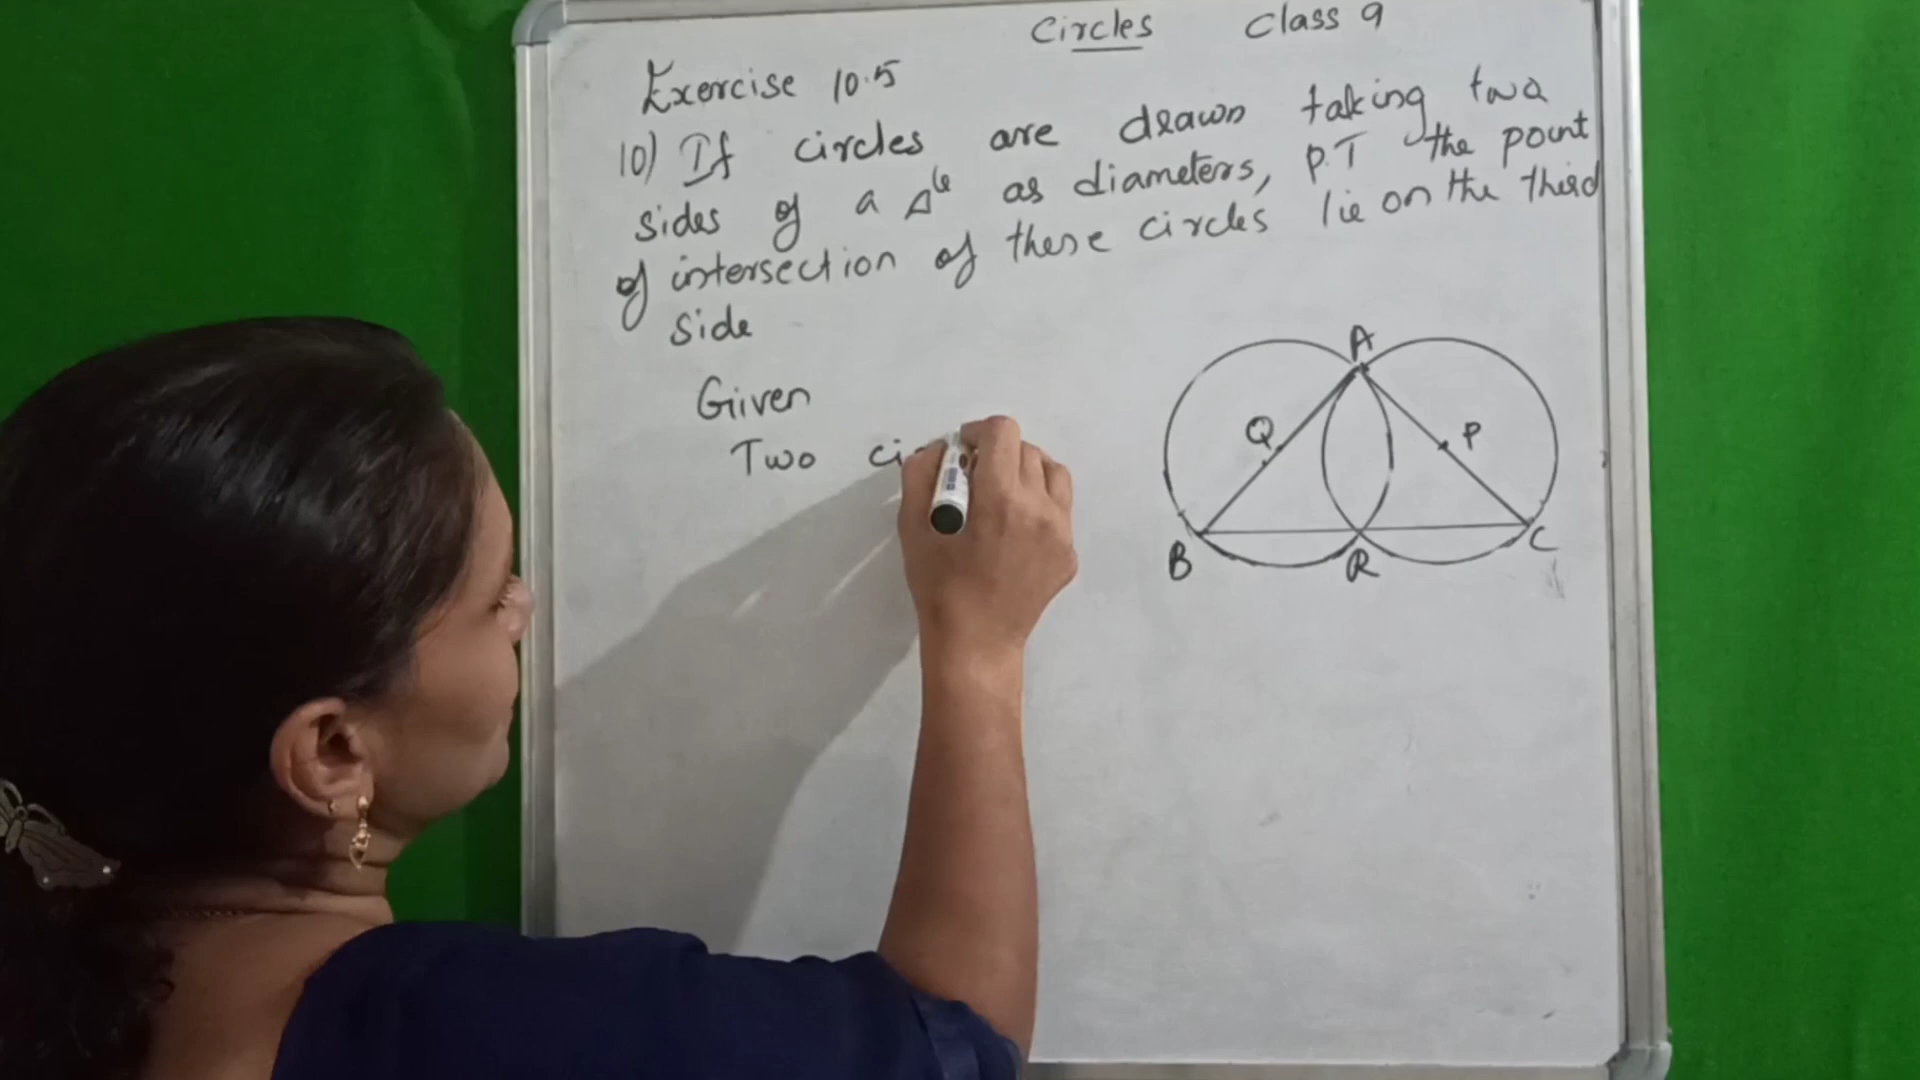 Circles Class 9
Exercise 10.5
10) If circles are drawn taking two
sides of a Δle as diameters, P.T the point
of intersection of these circles lie on the third
side
Given
Two ci
A
Q
P
B
R
C